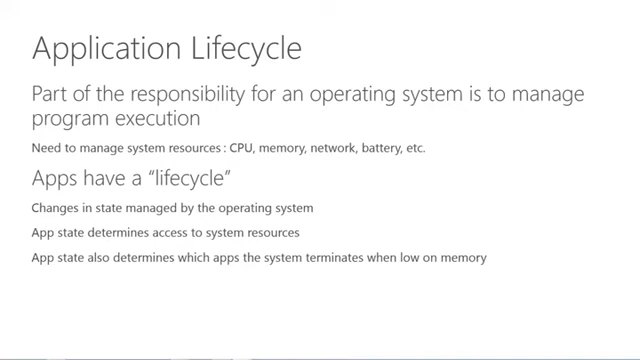 Application Lifecycle
Part of the responsibility for an operating system is to manage
program execution
Need to manage system resources : CPU, memory, network, battery, etc.
Apps have a “lifecycle”
Changes in state managed by the operating system
App state determines access to system resources
App state also determines which apps the system terminates when low on memory